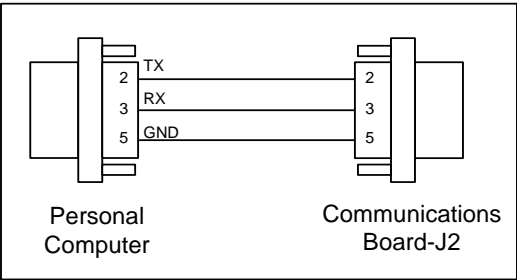 TX
2 2
RX
3 3
GND
5 5
Personal
Computer
Communications
Board-J2